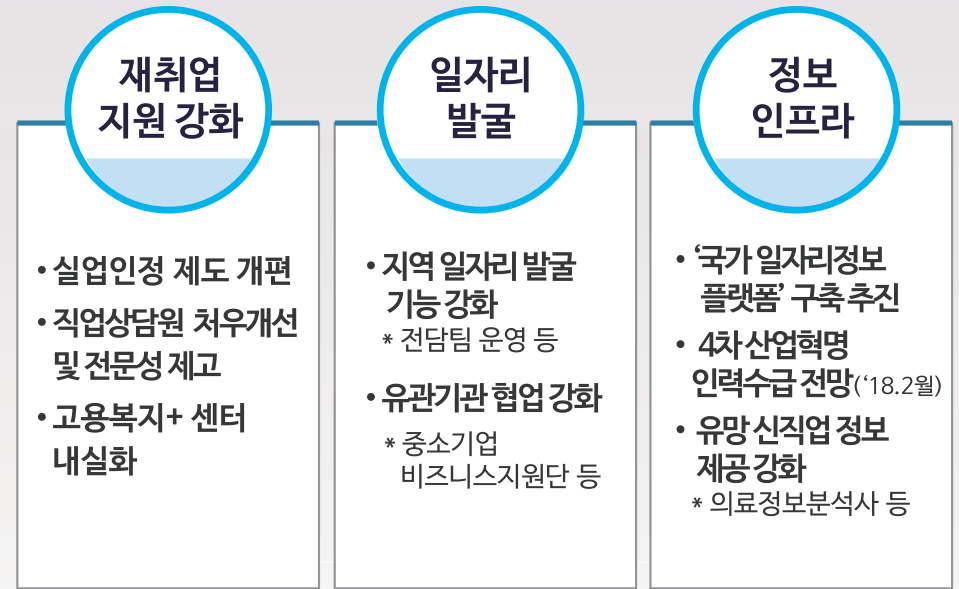 재취업
지원 강화
• 실업인정 제도 개편
• 직업상담원 처우개선
및 전문성 제고
• 고용복지+ 센터
내실화
일자리
발굴
• 지역 일자리 발굴
기능 강화
* 전담팀 운영 등
• 유관기관 협업 강화
* 중소기업
비즈니스지원단 등
정보
인프라
• ‘국가 일자리정보
플랫폼’ 구축 추진
• 4차 산업혁명
인력수급 전망(‘18.2월)
• 유망 신직업 정보
제공 강화
* 의료정보분석사 등